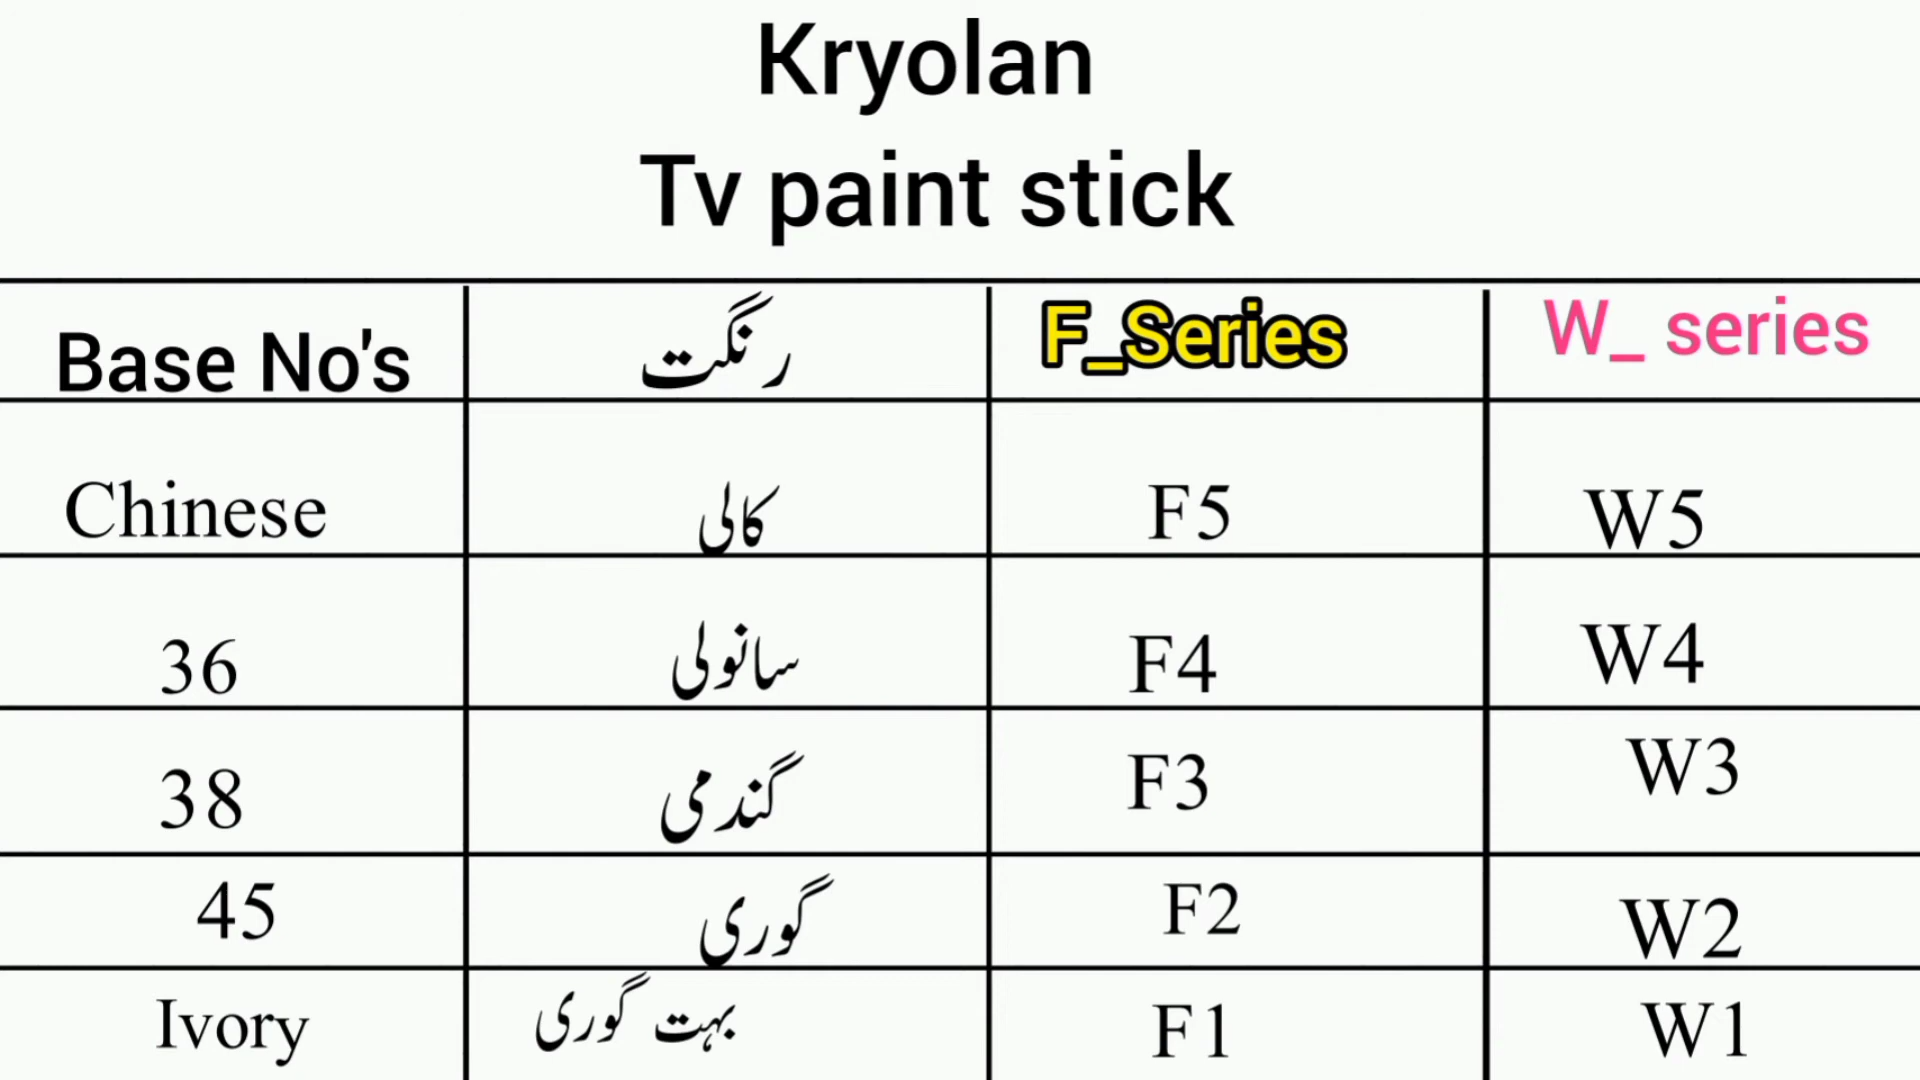 Kryolan
Tv paint stick
Base No's رنگت F_Series W_ series
Chinese کالی F5 W5
36 سانولی F4 W4
38 گندمی F3 W3
45 گوری F2 W2
Ivory بہت گوری F1 W1